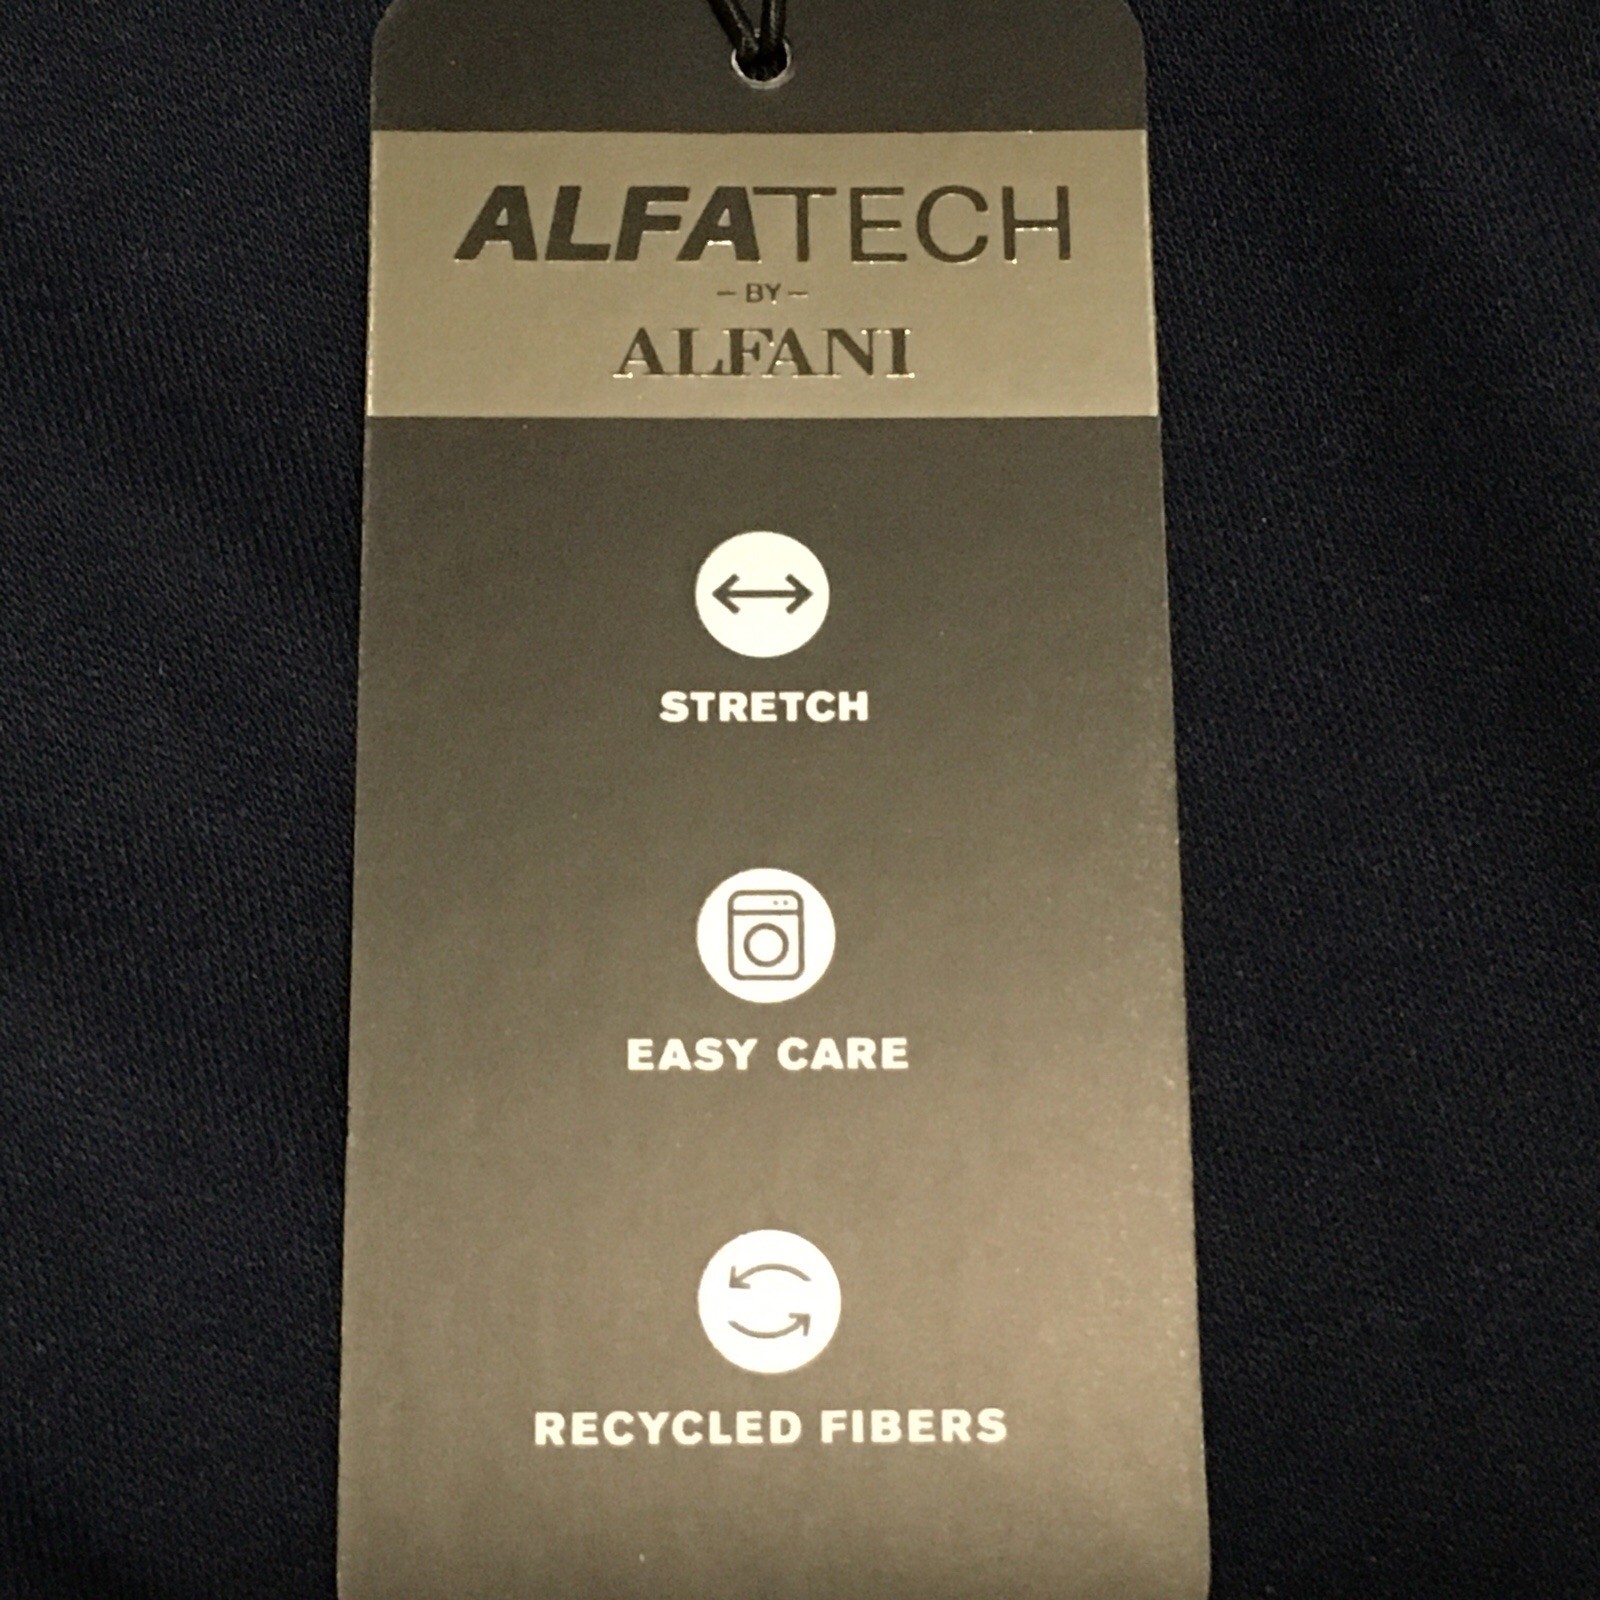 ALFATECH
– BY –
ALFANI
STRETCH
EASY CARE
RECYCLED FIBERS